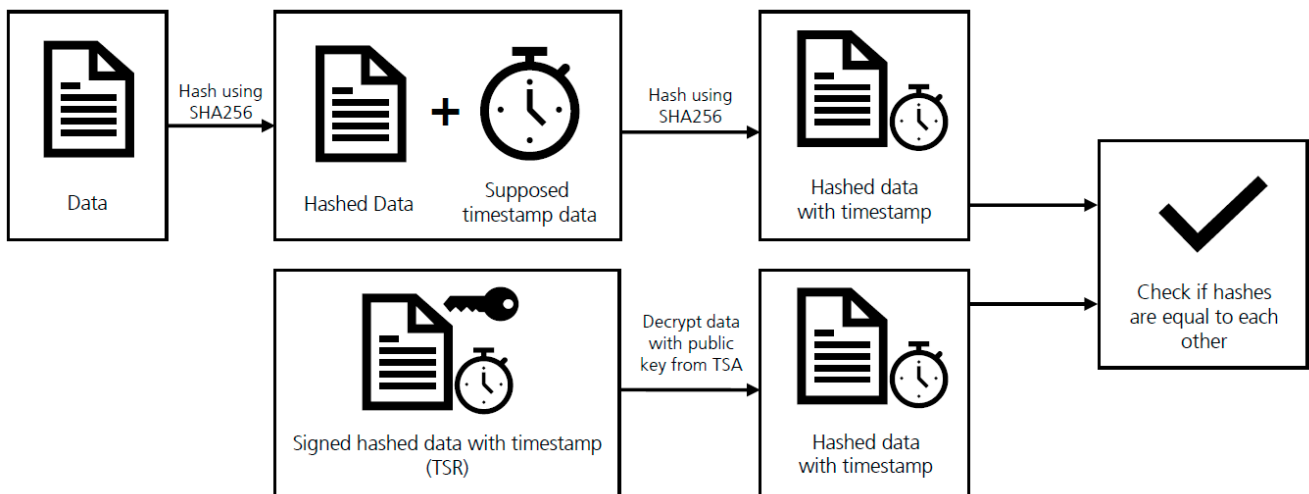 Data
Hash using
SHA256
Hashed Data
+
Supposed
timestamp data
Hash using
SHA256
Hashed data
with timestamp
Signed hashed data with timestamp
(TSR)
Decrypt data
with public
key from TSA
Hashed data
with timestamp
Check if hashes
are equal to each
other